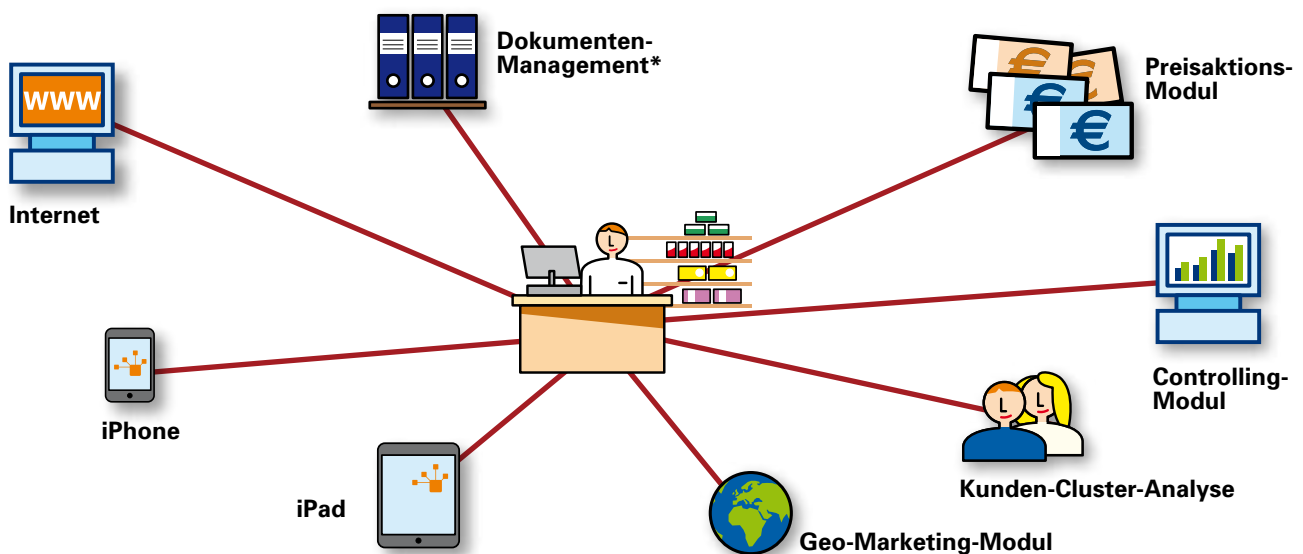 WWW
Internet
Dokumenten-
Management*
€ €
€
€
Preisaktions-
Modul
Controlling-
Modul
iPhone
iPad
Geo-Marketing-Modul
Kunden-Cluster-Analyse